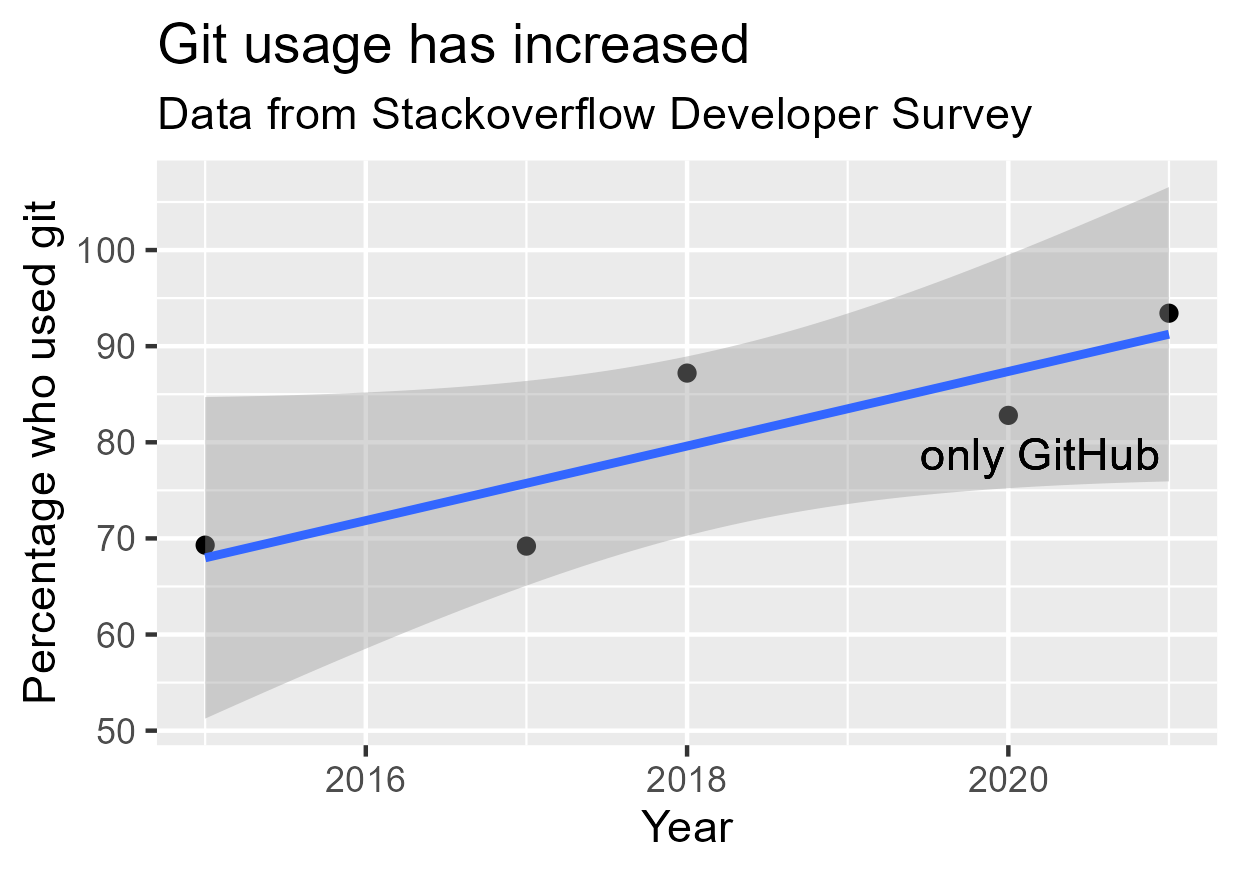 Git usage has increased
Data from Stackoverflow Developer Survey
Percentage who used git
100
90
80
70
60
50
only GitHub
2016
2018
2020
Year